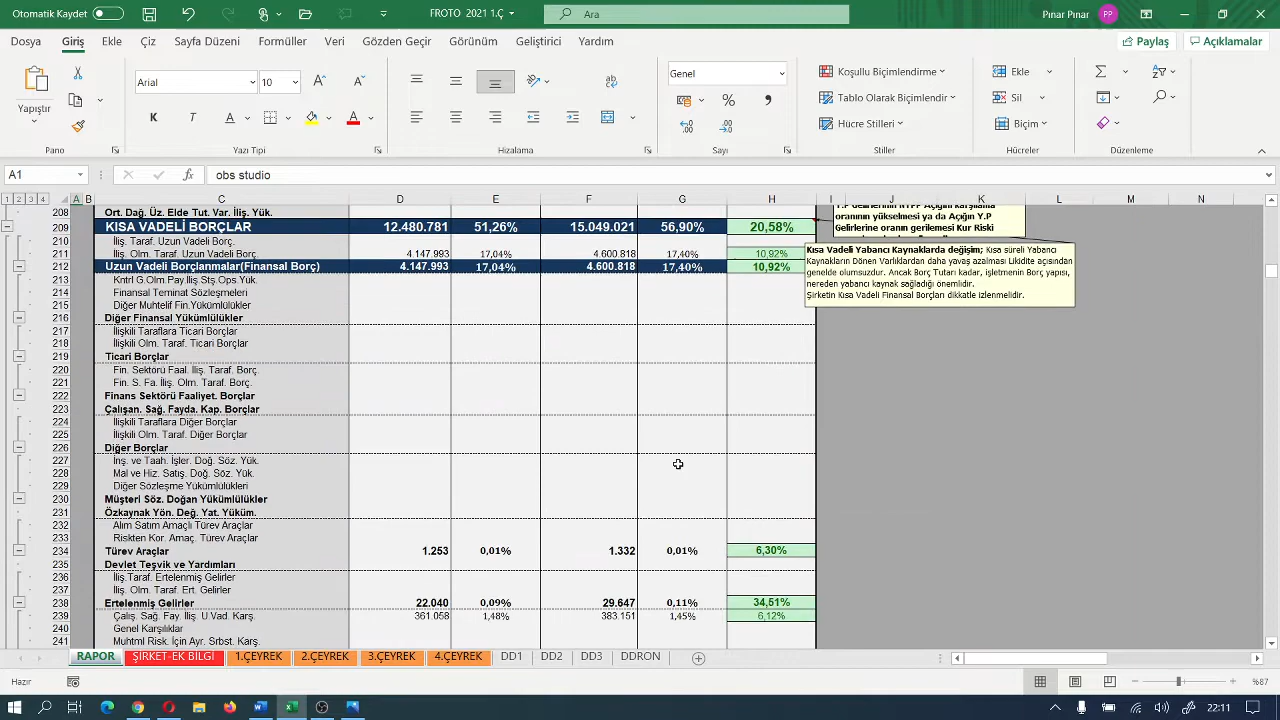 Otomatik Kaydet
FROTO 2021 1.Ç
Ara
Pınar Pınar
PP
Dosya Giriş Ekle Çiz Sayfa Düzeni Formüller Veri Gözden Geçir Görünüm Geliştirici Yardım Paylaş Açıklamalar
Yapıştır
Arial 10
K T A
Genel
Koşullu Biçimlendirme
Tablo Olarak Biçimlendir
Hücre Stilleri
Ekle
Sil
Biçim
Pano Yazı Tipi Hizalama Sayı Stiller Hücreler Düzenleme
A1 fx obs studio
1 2 3 4 A B C D E F G H I J K L M N
208 Ort. Dağ. Üz. Elde Tut. Var. İliş. Yük.
209 KISA VADELİ BORÇLAR 12.480.781 51,26% 15.049.021 56,90% 20,58%
210 İliş. Taraf. Uzun Vadeli Borç.
211 İliş. Olm. Taraf. Uzun Vadeli Borç. 4.147.993 17,04% 4.600.818 17,40% 10,92%
212 Uzun Vadeli Borçlanmalar(Finansal Borç) 4.147.993 17,04% 4.600.818 17,40% 10,92%
213 Kntrl G.Olm Pay.İliş.Stş.Ops Yük.
214 Finansal Teminat Sözleşmeleri
215 Diğer Muhtelif Fin.Yükümlülükler
216 Diğer Finansal Yükümlülükler
217 İlişkili Taraflara Ticari Borçlar
218 İlişkili Olm. Taraf. Ticari Borçlar
219 Ticari Borçlar
220 Fin. Sektörü Faal. İliş. Taraf. Borç.
221 Fin. S. Fa. İliş. Olm. Taraf. Borç.
222 Finans Sektörü Faaliyet. Borçlar
223 Çalışan. Sağ. Fayda. Kap. Borçlar
224 İlişkili Taraflara Diğer Borçlar
225 İlişkili Olm. Taraf. Diğer Borçlar
226 Diğer Borçlar
227 İnş. ve Taah. İşler. Doğ. Söz. Yük.
228 Mal ve Hiz. Satış. Doğ. Söz. Yük.
229 Diğer Sözleşme Yükümlülükleri
230 Müşteri Söz. Doğan Yükümlülükler
231 Özkaynak Yön. Değ. Yat. Yüküm.
232 Alım Satım Amaçlı Türev Araçlar
233 Riskten Kor. Amaç. Türev Araçlar
234 Türev Araçlar 1.253 0,01% 1.332 0,01% 6,30%
235 Devlet Teşvik ve Yardımları
236 İliş.Taraf. Ertelenmiş Gelirler
237 İliş. Olm. Taraf. Ert. Gelirler
238 Ertelenmiş Gelirler 22.040 0,09% 29.647 0,11% 34,51%
239 Çalış. Sağ. Fay. İliş. U.Vad. Karş. 361.058 1,48% 383.151 1,45% 6,12%
240 Genel Karşılıklar
241 Muhtml Risk. İçin Ayr. Srbst. Karş.
Y.P Gelirlerinin NYPP Açığını karşılama
oranının yükselmesi ya da Açığın Y.P
Gelirlerine oranın gerilemesi Kur Riski
Kısa Vadeli Yabancı Kaynaklarda değişim; Kısa süreli Yabancı
Kaynakların Dönen Varlıklardan daha yavaş azalması Likidite açısından
genelde olumsuzdur. Ancak Borç Tutarı kadar, işletmenin Borç yapısı,
nereden yabancı kaynak sağladığı önemlidir.
Şirketin Kısa Vadeli Finansal Borçları dikkatle izlenmelidir.
RAPOR ŞİRKET-EK BİLGİ 1.ÇEYREK 2.ÇEYREK 3.ÇEYREK 4.ÇEYREK DD1 DD2 DD3 DDRON
Hazır
%87
22:11